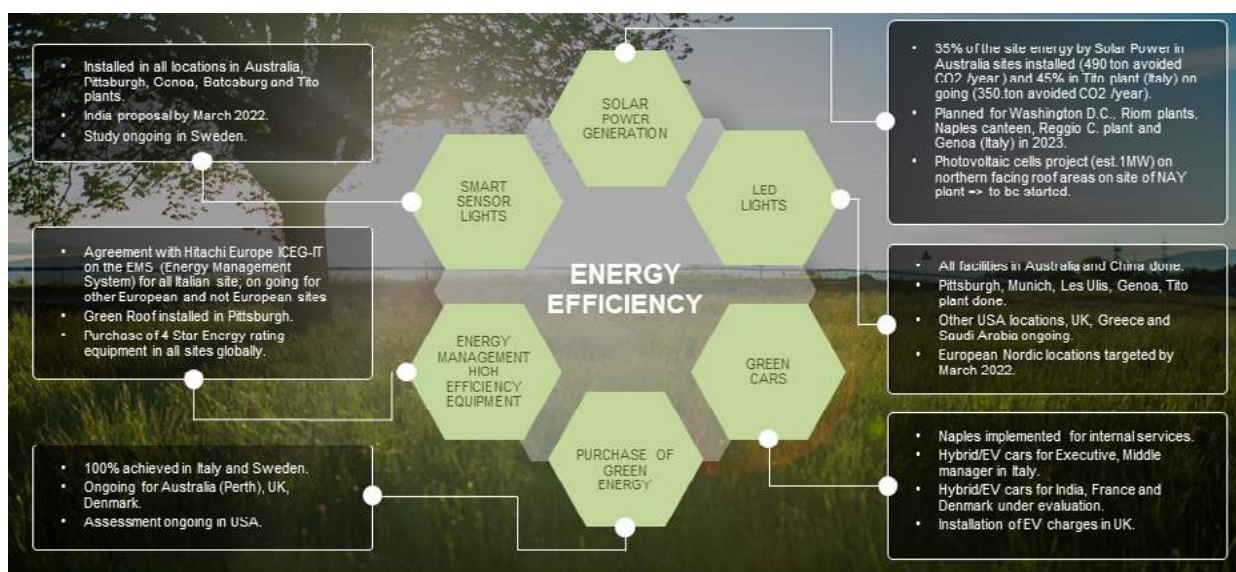 • Installed in all locations in Australia,
Pittsburgh, Genoa, Batesburg and Tito
plants.
• India proposal by March 2022.
• Study ongoing in Sweden.
• Agreement with Hitachi Europe ICEG-IT
on the EMS (Energy Management
System) for all Italian site; on going for
other European and not European sites
• Green Roof installed in Pittsburgh.
• Purchase of 4 Star Energy rating
equipment in all sites globally.
• 100% achieved in Italy and Sweden.
• Ongoing for Australia (Perth), UK,
Denmark.
• Assessment ongoing in USA.
SOLAR
POWER
GENERATION
SMART
SENSOR
LIGHTS
LED
LIGHTS
ENERGY
EFFICIENCY
ENERGY
MANAGEMENT
HIGH
EFFICIENCY
EQUIPMENT
GREEN
CARS
PURCHASE OF
GREEN
ENERGY
• 35% of the site energy by Solar Power in
Australia sites installed (490 ton avoided
CO2 /year ) and 45% in Tito plant (Italy) on
going (350.ton avoided CO2 /year).
• Planned for Washington D.C., Riom plants,
Naples canteen, Reggio C. plant and
Genoa (Italy) in 2023.
• Photovoltaic cells project (est.1MW) on
northern facing roof areas on site of NAY
plant => to be started.
• All facilities in Australia and China done.
• Pittsburgh, Munich, Les Ulis, Genoa, Tito
plant done.
• Other USA locations, UK, Greece and
Saudi Arabia ongoing.
• European Nordic locations targeted by
March 2022.
• Naples implemented for internal services.
• Hybrid/EV cars for Executive, Middle
manager in Italy.
• Hybrid/EV cars for India, France and
Denmark under evaluation.
• Installation of EV charges in UK.